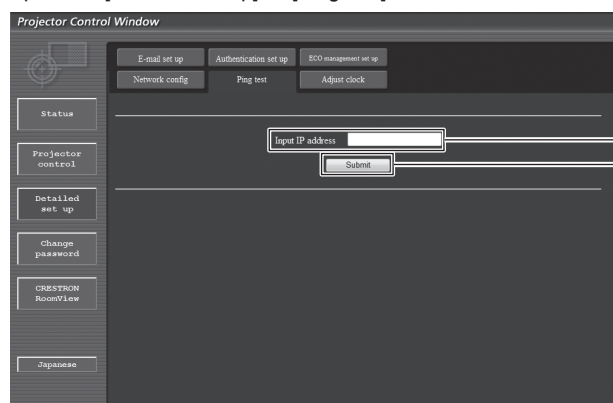 Projector Control Window
E-mail set up
Authentication set up
ECO management set up
Network config
Ping test
Adjust clock
Status
Input IP address
Submit
Projector
control
Detailed
set up
Change
password
CRESTRON
RoomView
Japanese